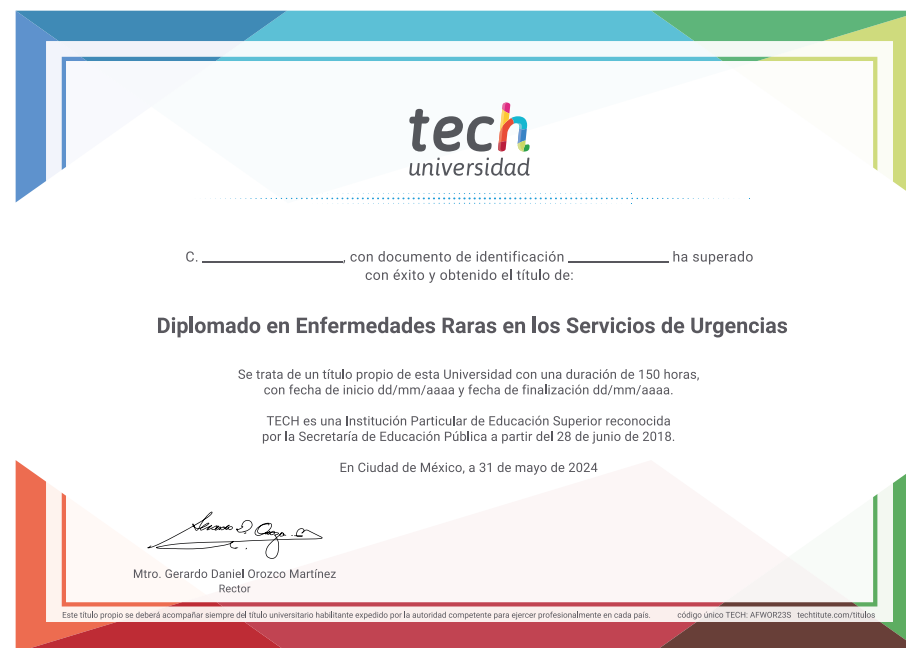 tech
universidad
C. ____________________, con documento de identificación ______________ ha superado
con éxito y obtenido el título de:
Diplomado en Enfermedades Raras en los Servicios de Urgencias
Se trata de un título propio de esta Universidad con una duración de 150 horas,
con fecha de inicio dd/mm/aaaa y fecha de finalización dd/mm/aaaa.
TECH es una Institución Particular de Educación Superior reconocida
por la Secretaría de Educación Pública a partir del 28 de junio de 2018.
En Ciudad de México, a 31 de mayo de 2024
Mtro. Gerardo Daniel Orozco Martínez
Rector
Este título propio se deberá acompañar siempre del título universitario habilitante expedido por la autoridad competente para ejercer profesionalmente en cada país. código único TECH: AFWOR23S techtitute.com/títulos